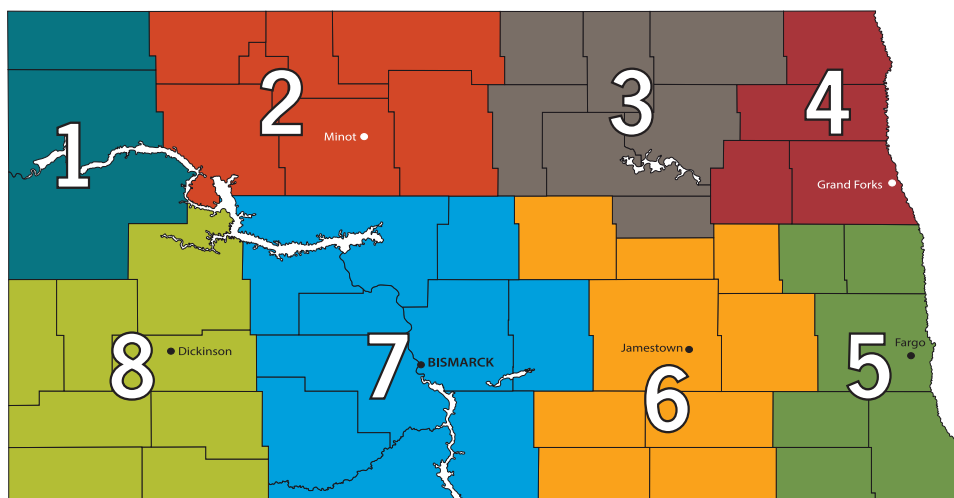 1
2
3
4
Minot
Grand Forks
8
Dickinson
7
BISMARCK
Jamestown
6
Fargo
5